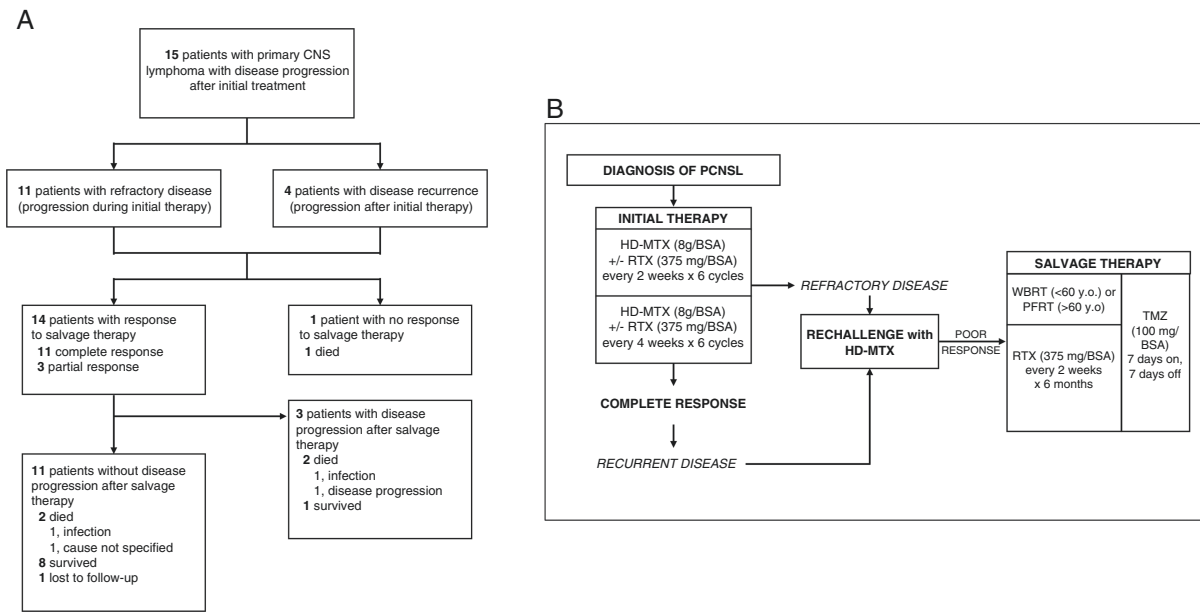 A
15 patients with primary CNS
lymphoma with disease progression
after initial treatment
11 patients with refractory disease
(progression during initial therapy)
4 patients with disease recurrence
(progression after initial therapy)
14 patients with response
to salvage therapy
11 complete response
3 partial response
1 patient with no response
to salvage therapy
1 died
3 patients with disease
progression after salvage
therapy
2 died
1, infection
1, disease progression
1 survived
11 patients without disease
progression after salvage
therapy
2 died
1, infection
1, cause not specified
8 survived
1 lost to follow-up
B
DIAGNOSIS OF PCNSL
INITIAL THERAPY
HD-MTX (8g/BSA)
+/- RTX (375 mg/BSA)
every 2 weeks x 6 cycles
HD-MTX (8g/BSA)
+/- RTX (375 mg/BSA)
every 4 weeks x 6 cycles
COMPLETE RESPONSE
RECURRENT DISEASE
REFRACTORY DISEASE
RECHALLENGE with
HD-MTX
POOR
RESPONSE
SALVAGE THERAPY
WBRT (<60 y.o.) or
PFRT (>60 y.o)
RTX (375 mg/BSA)
every 2 weeks
x 6 months
TMZ
(100 mg/
BSA)
7 days on,
7 days off